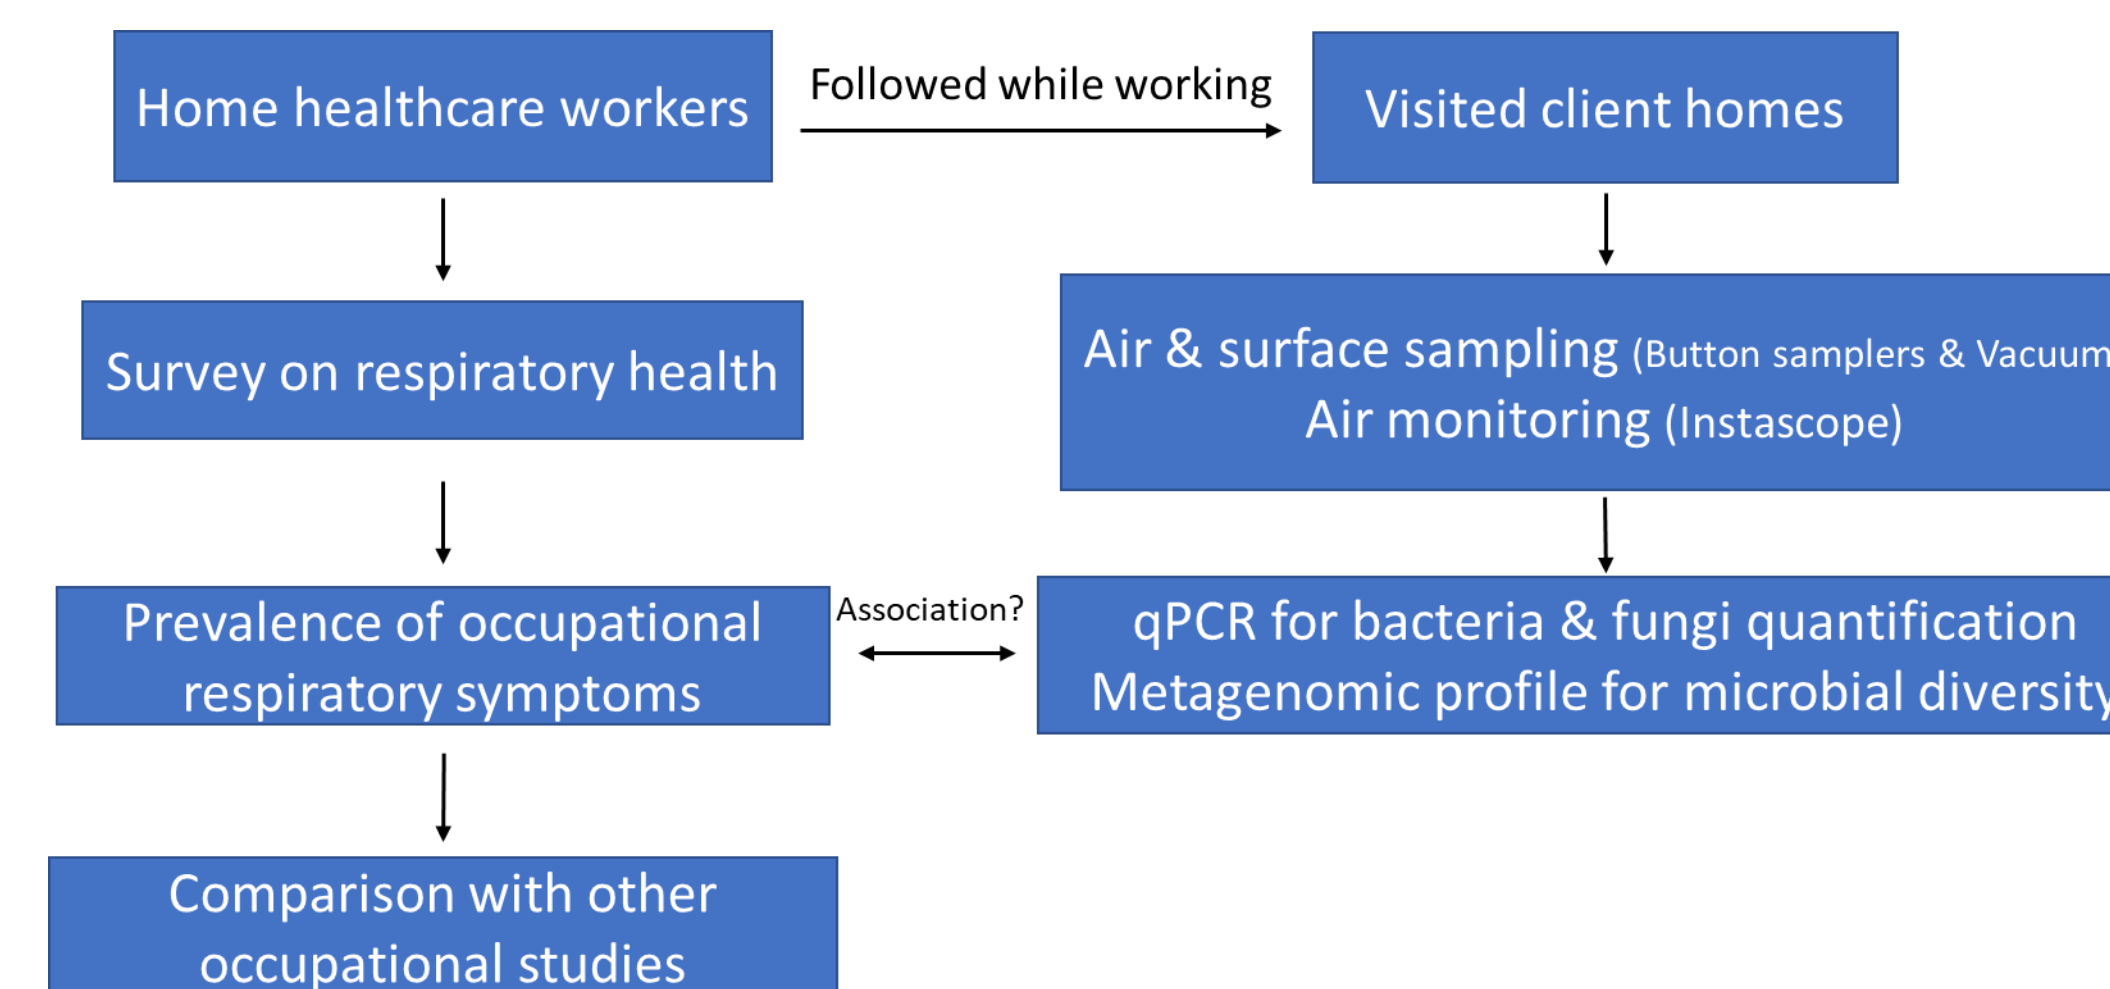 Home healthcare workers
Followed while working
Visited client homes
Survey on respiratory health
Air & surface sampling (Button samplers & Vacuum
Air monitoring (Instascope)
Prevalence of occupational
respiratory symptoms
Association?
qPCR for bacteria & fungi quantification
Metagenomic profile for microbial diversity
Comparison with other
occupational studies